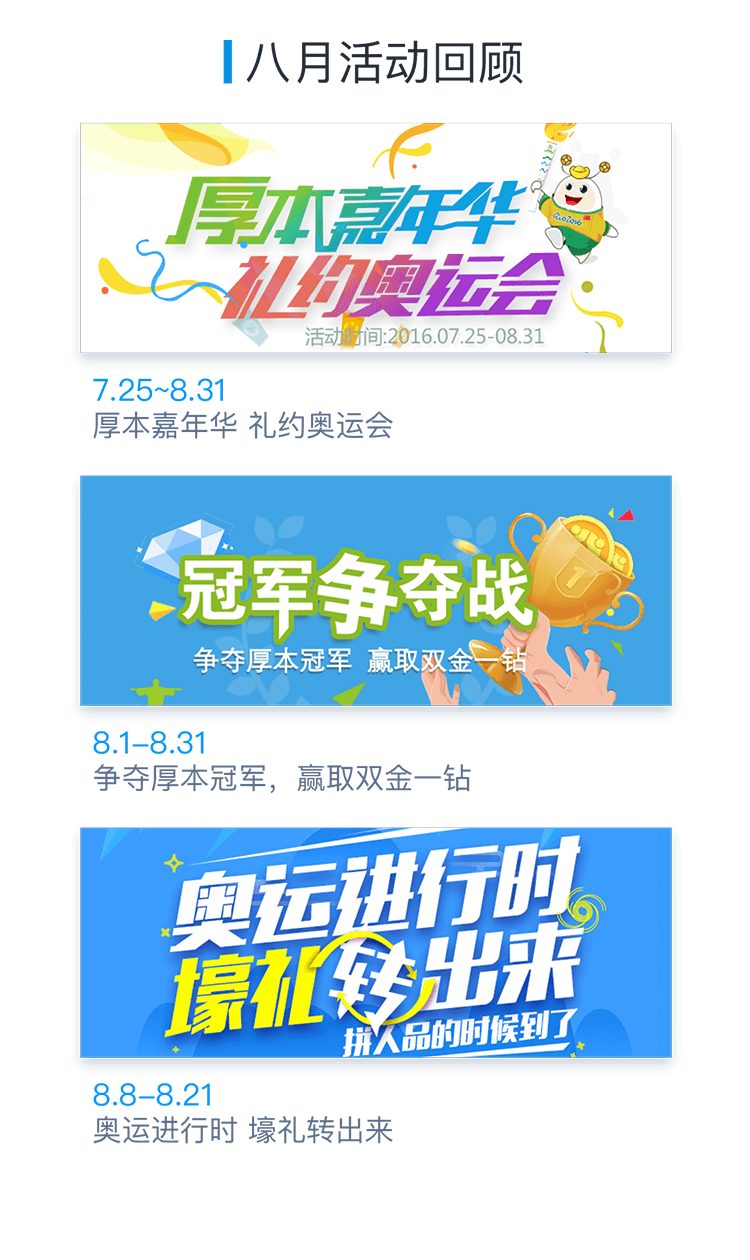 八月活动回顾
厚本嘉年华
礼约奥运会
Rio2016
活动时间:2016.07.25-08.31
7.25~8.31
厚本嘉年华 礼约奥运会
1
冠军争夺战
争夺厚本冠军 赢取双金一钻
8.1–8.31
争夺厚本冠军，赢取双金一钻
奥运进行时
壕礼转出来
拼人品的时候到了
8.8–8.21
奥运进行时 壕礼转出来